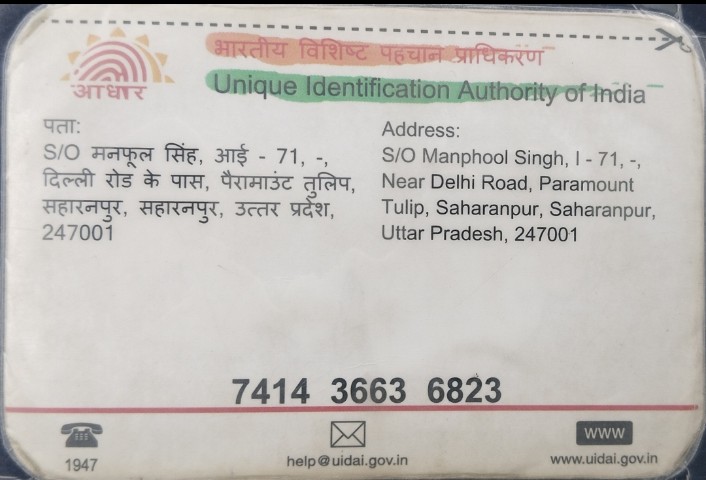 भारतीय विशिष्ट पहचान प्राधिकरण
Unique Identification Authority of India
आधार
पता:
S/O मनफूल सिंह, आई - 71, -,
दिल्ली रोड के पास, पैरामाउंट तुलिप,
सहारनपुर, सहारनपुर, उत्तर प्रदेश,
247001
Address:
S/O Manphool Singh, I - 71, -,
Near Delhi Road, Paramount
Tulip, Saharanpur, Saharanpur,
Uttar Pradesh, 247001
7414 3663 6823
1947
help@uidai.gov.in
www
www.uidai.gov.in